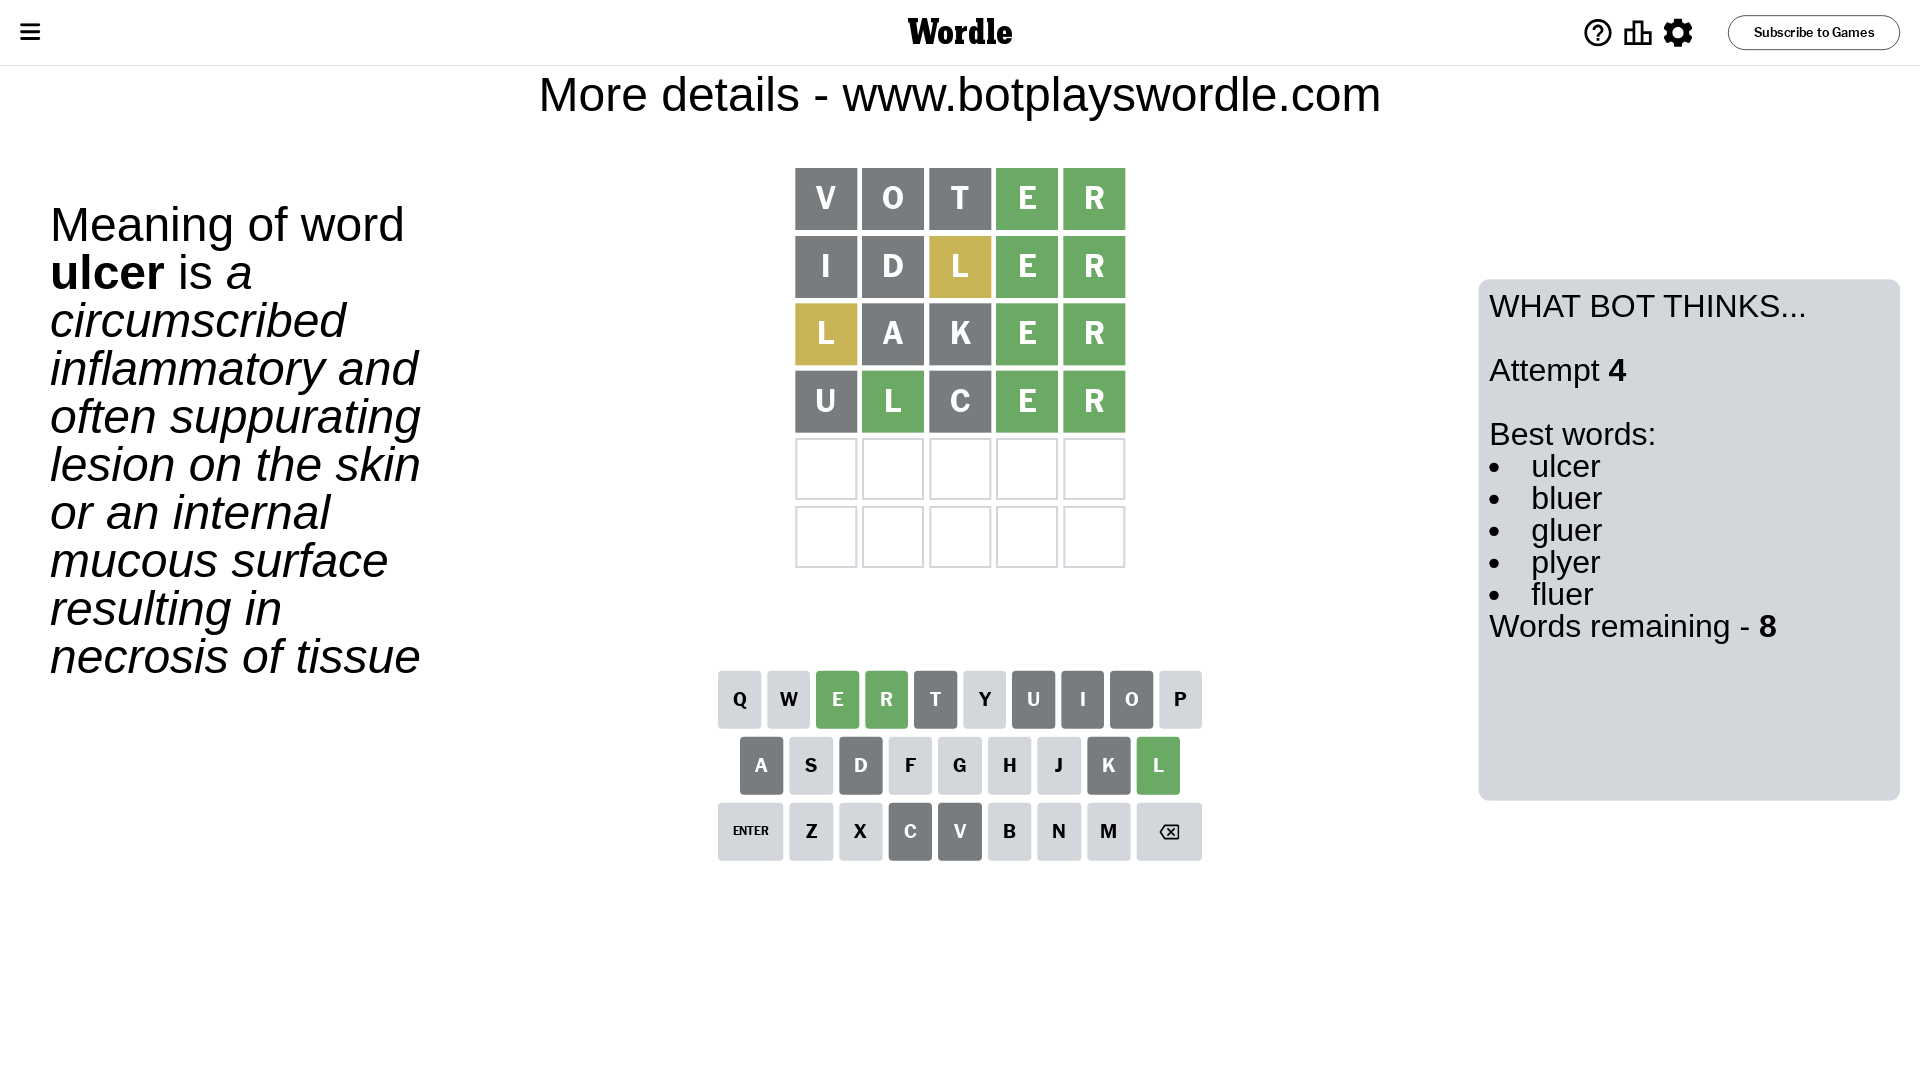 Wordle
Subscribe to Games
More details - www.botplayswordle.com
Meaning of word
ulcer is a
circumscribed
inflammatory and
often suppurating
lesion on the skin
or an internal
mucous surface
resulting in
necrosis of tissue
V O T E R
I D L E R
L A K E R
U L C E R
WHAT BOT THINKS...
Attempt 4
Best words:
• ulcer
• bluer
• gluer
• plyer
• fluer
Words remaining - 8
Q W E R T Y U I O P
A S D F G H J K L
ENTER Z X C V B N M